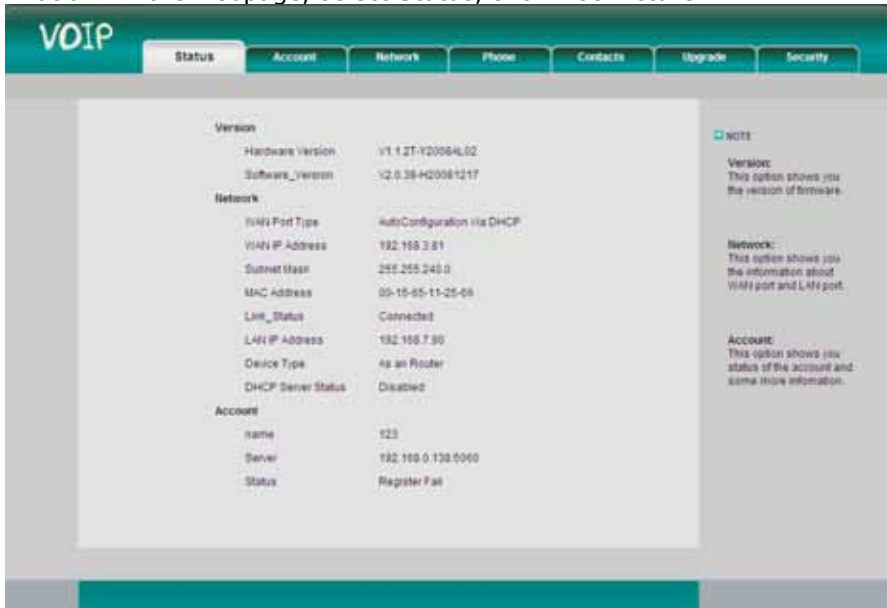 VOIP
Status Account Network Phone Contacts Upgrade Security
Version
Hardware Version V1.1.2T-Y20084L02
Software_Version V2.0.38-H20081217
Network
WAN Port Type AutoConfiguration via DHCP
WAN IP Address 192.168.3.81
Subnet Mask 255.255.240.0
MAC Address 00-15-65-11-25-
Link_Status Connected
LAN IP Address 192.168.7.90
Device Type As an Router
DHCP Server Status Disabled
Account
name 123
Server 192.168.0.138:5060
Status Register Fail
NOTE
Version:
This option shows you
the version of firmware.
Network:
This option shows you
the information about
WAN port and LAN port.
Account:
This option shows you
status of the account and
some more infomation.